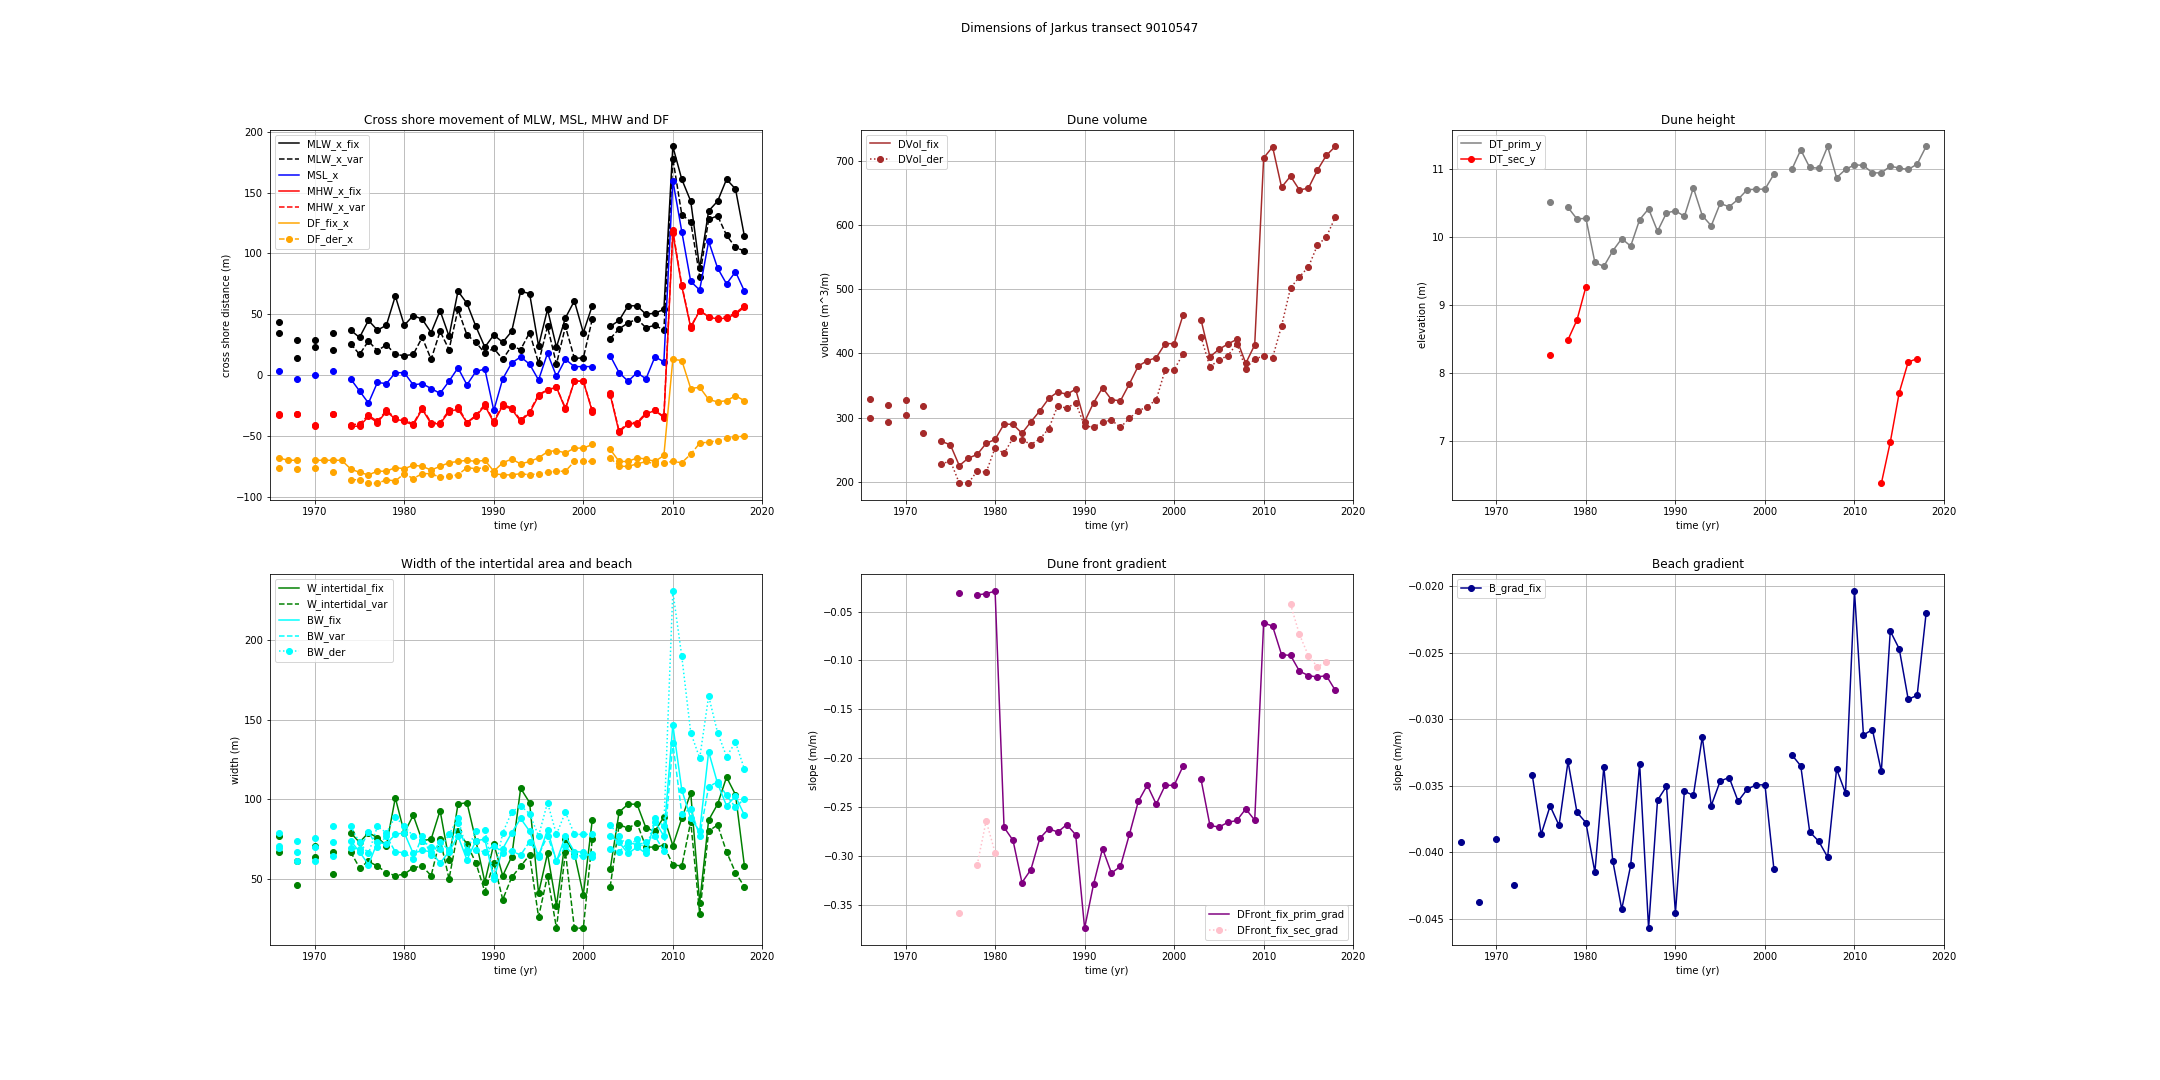 Dimensions of Jarkus transect 9010547
Cross shore movement of MLW, MSL, MHW and DF
cross shore distance (m)
200
150
100
50
0
−50
−100
MLW_x_fix
MLW_x_var
MSL_x
MHW_x_fix
MHW_x_var
DF_fix_x
DF_der_x
1970 1980 1990 2000 2010 2020
time (yr)
Dune volume
volume (m^3/m)
700
600
500
400
300
200
DVol_fix
DVol_der
1970 1980 1990 2000 2010 2020
time (yr)
Dune height
elevation (m)
11
10
9
8
7
DT_prim_y
DT_sec_y
1970 1980 1990 2000 2010 2020
time (yr)
Width of the intertidal area and beach
width (m)
200
150
100
50
W_intertidal_fix
W_intertidal_var
BW_fix
BW_var
BW_der
1970 1980 1990 2000 2010 2020
time (yr)
Dune front gradient
slope (m/m)
−0.05
−0.10
−0.15
−0.20
−0.25
−0.30
−0.35
DFront_fix_prim_grad
DFront_fix_sec_grad
1970 1980 1990 2000 2010 2020
time (yr)
Beach gradient
slope (m/m)
−0.020
−0.025
−0.030
−0.035
−0.040
−0.045
B_grad_fix
1970 1980 1990 2000 2010 2020
time (yr)